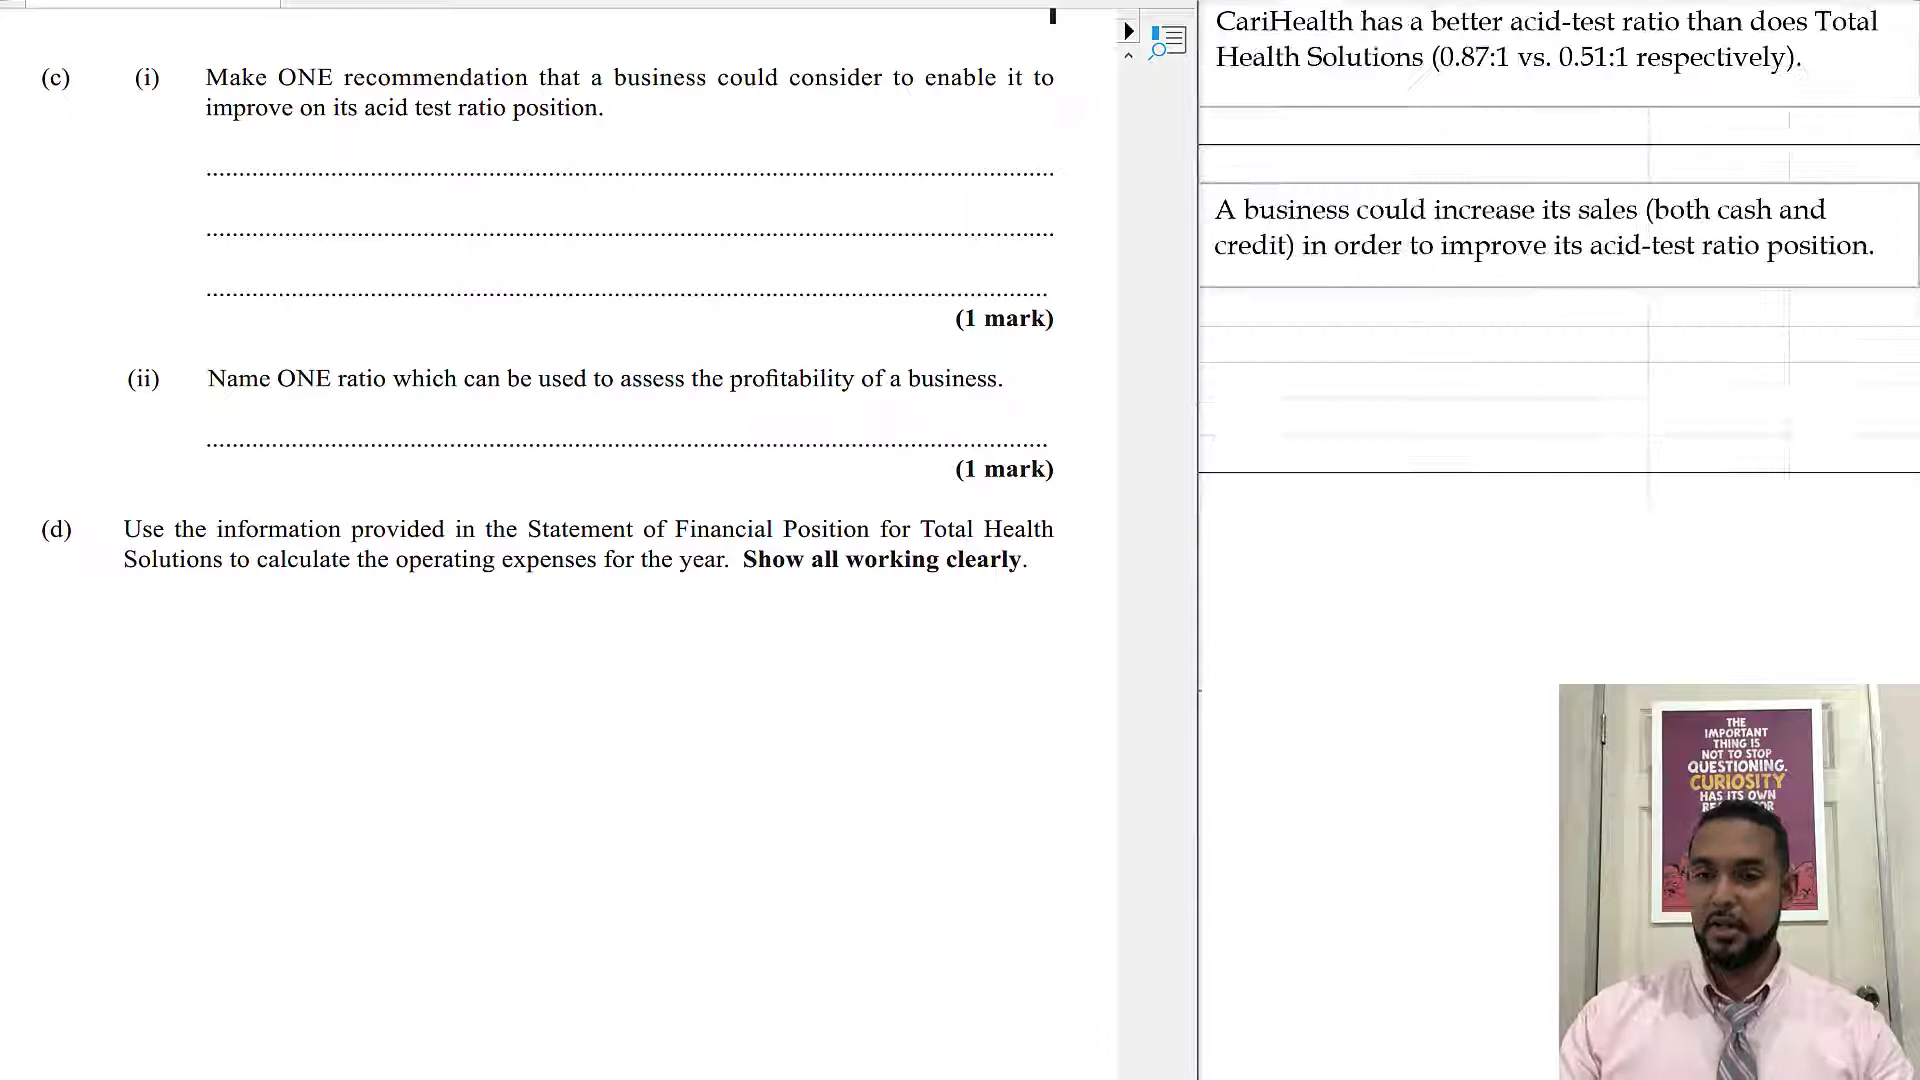 (c) (i) Make ONE recommendation that a business could consider to enable it to
improve on its acid test ratio position.
(1 mark)
(ii) Name ONE ratio which can be used to assess the profitability of a business.
(1 mark)
(d) Use the information provided in the Statement of Financial Position for Total Health
Solutions to calculate the operating expenses for the year. Show all working clearly.
CariHealth has a better acid-test ratio than does Total
Health Solutions (0.87:1 vs. 0.51:1 respectively).
A business could increase its sales (both cash and
credit) in order to improve its acid-test ratio position.
THE
IMPORTANT
THING IS
NOT TO STOP
QUESTIONING.
CURIOSITY
HAS ITS OWN